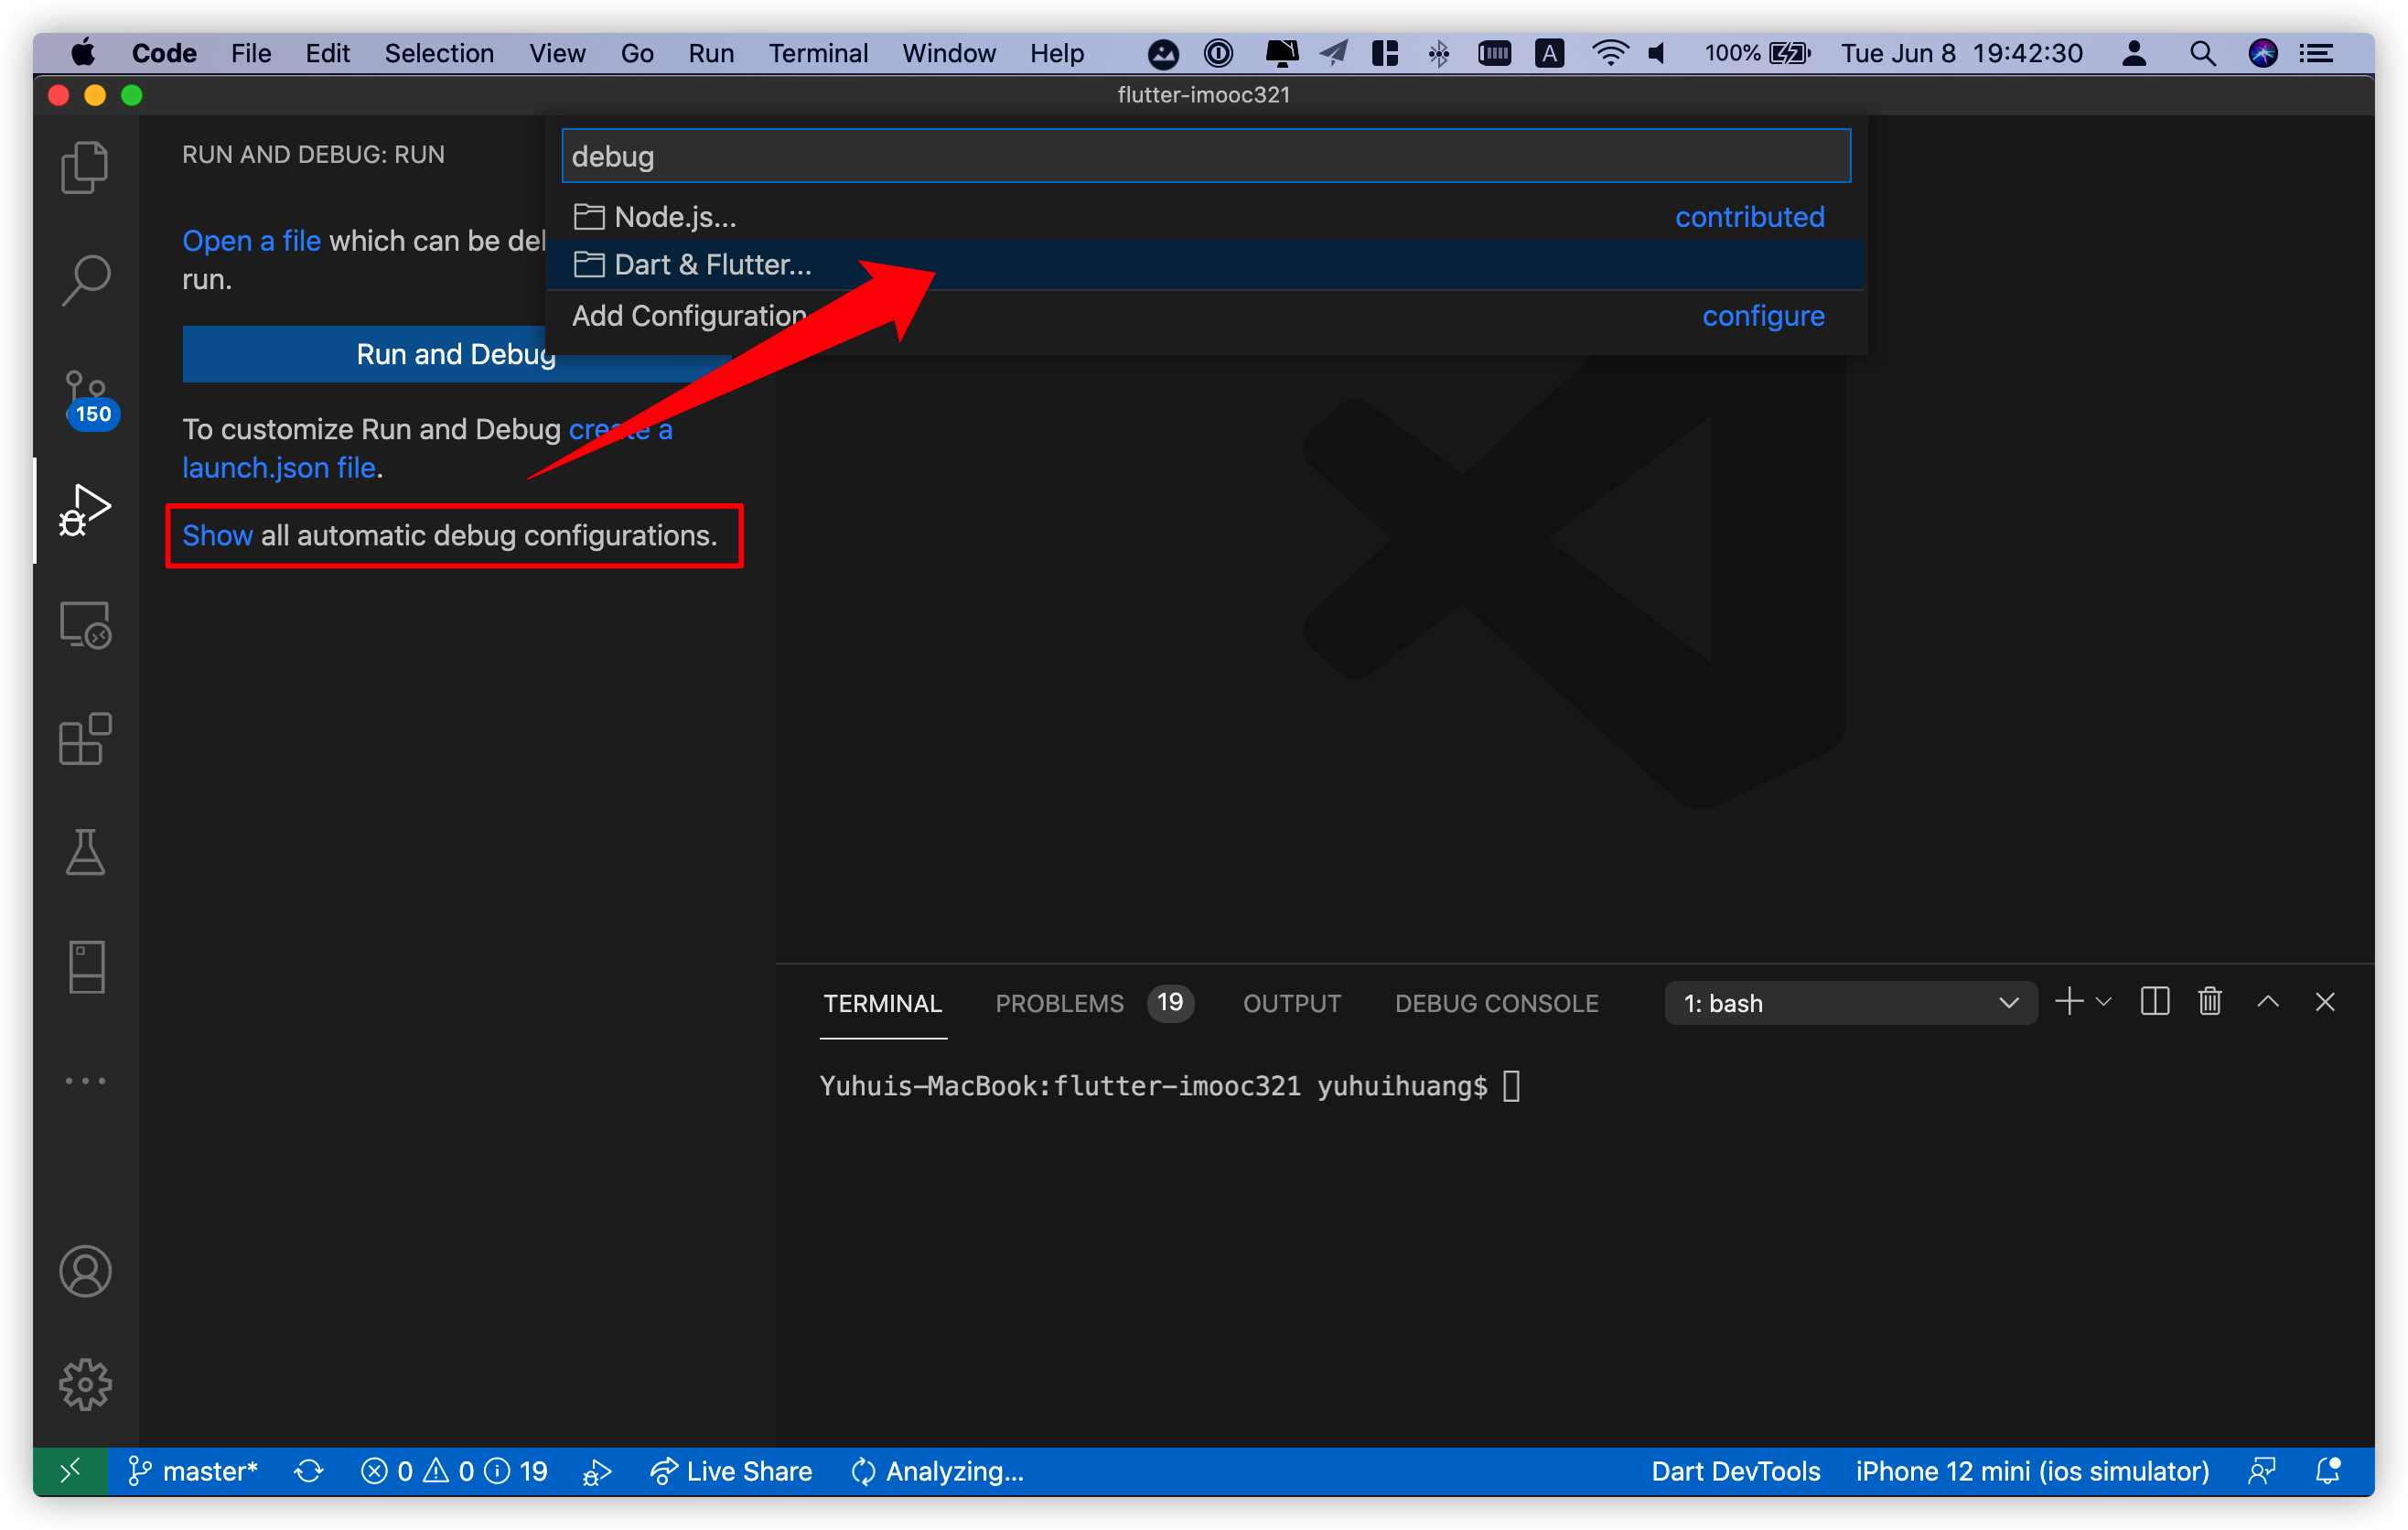 Code File Edit Selection View Go Run Terminal Window Help A 100% Tue Jun 8 19:42:30
flutter-imooc321
RUN AND DEBUG: RUN
debug
Node.js... contributed
Dart & Flutter...
Add Configuration configure
Open a file which can be de
run.
Run and Debug
To customize Run and Debug create a
launch.json file.
Show all automatic debug configurations.
150
TERMINAL PROBLEMS 19 OUTPUT DEBUG CONSOLE 1: bash
Yuhuis-MacBook:flutter-imooc321 yuhuihuang$
master* 0 0 19 Live Share Analyzing... Dart DevTools iPhone 12 mini (ios simulator)